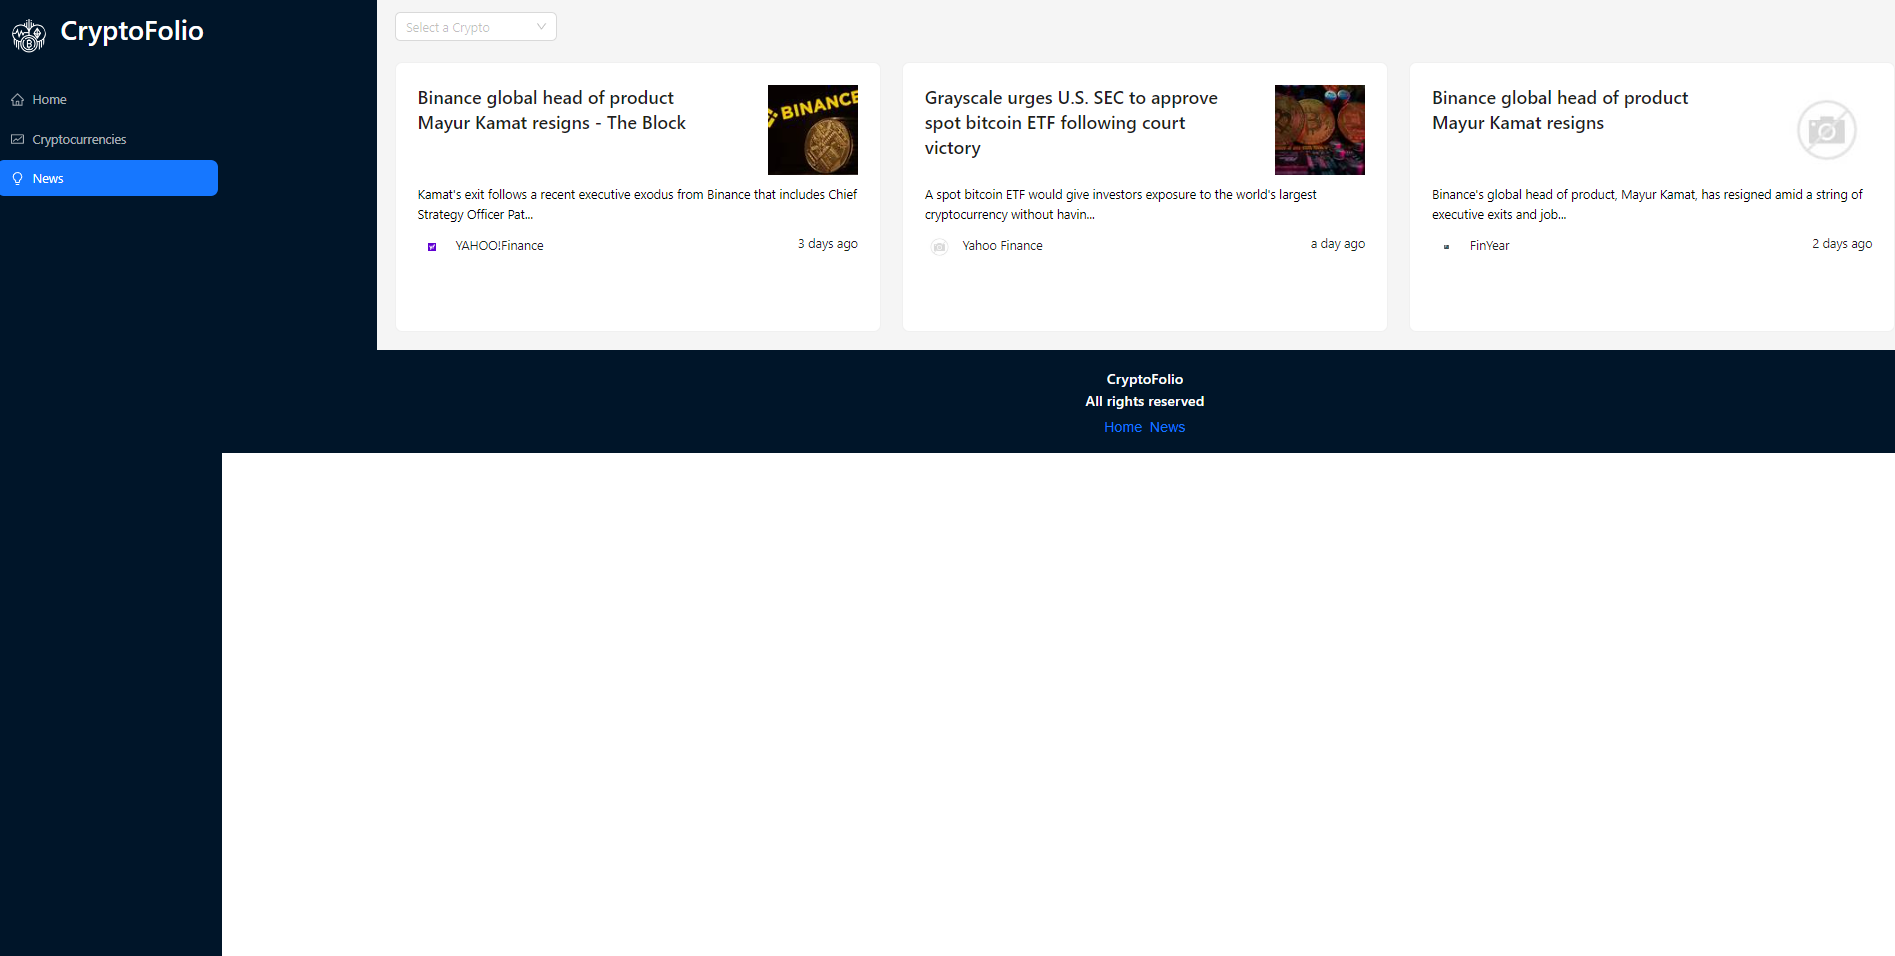 CryptoFolio
Home
Cryptocurrencies
News
Select a Crypto
Binance global head of product
Mayur Kamat resigns - The Block
BINANCE
Kamat's exit follows a recent executive exodus from Binance that includes Chief
Strategy Officer Pat...
YAHOO!Finance
3 days ago
Grayscale urges U.S. SEC to approve
spot bitcoin ETF following court
victory
A spot bitcoin ETF would give investors exposure to the world's largest
cryptocurrency without havin...
Yahoo Finance
a day ago
Binance global head of product
Mayur Kamat resigns
Binance's global head of product, Mayur Kamat, has resigned amid a string of
executive exits and job...
FinYear
2 days ago
CryptoFolio
All rights reserved
Home News